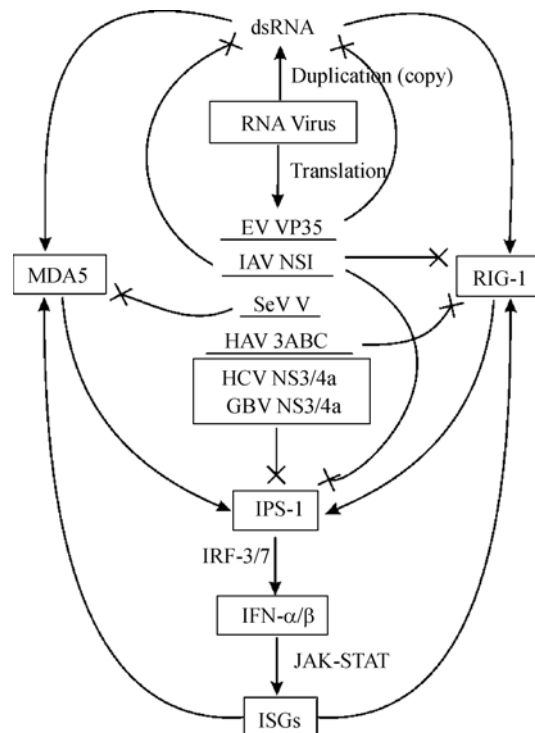 dsRNA
Duplication (copy)
RNA Virus
Translation
EV VP35
IAV NSI
MDA5
RIG-1
SeV V
HAV 3ABC
HCV NS3/4a
GBV NS3/4a
IPS-1
IRF-3/7
IFN-α/β
JAK-STAT
ISGs